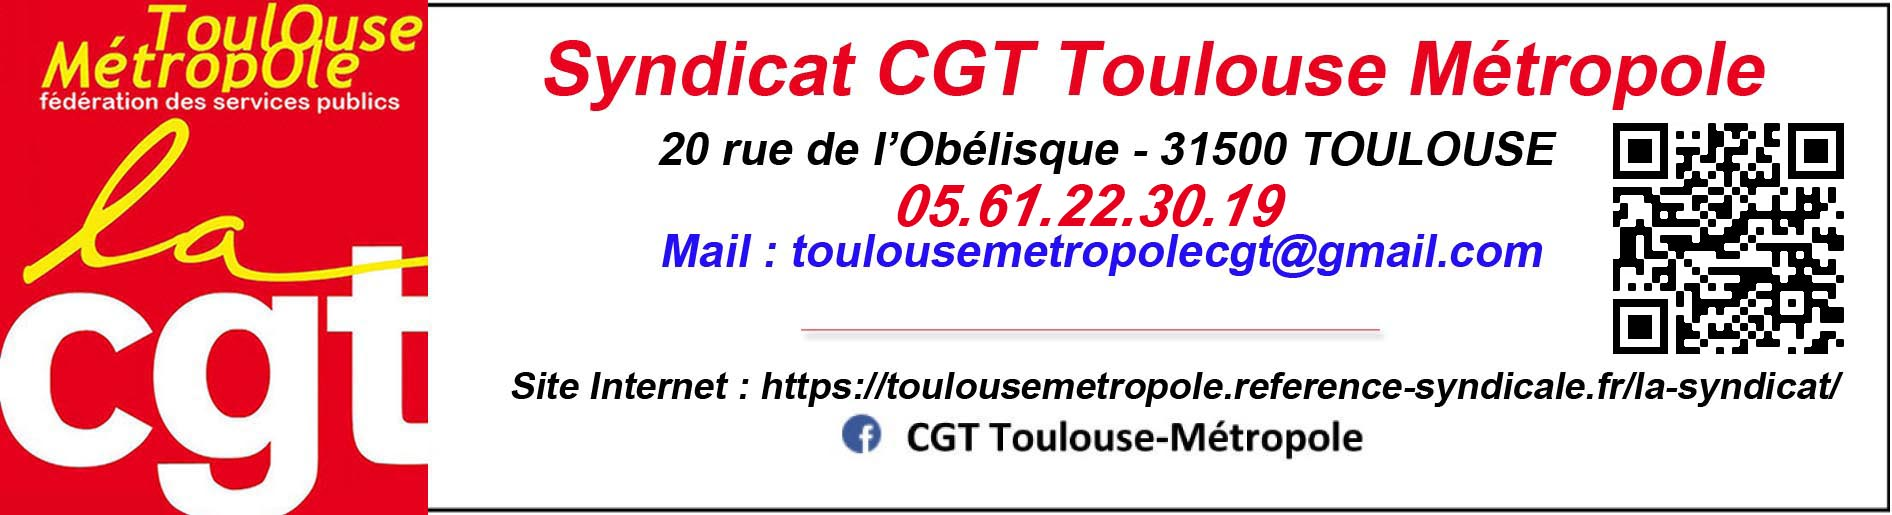 ToulOuse
MétropOle
fédération des services publics
la
cgt
Syndicat CGT Toulouse Métropole
20 rue de l’Obélisque - 31500 TOULOUSE
05.61.22.30.19
Mail : toulousemetropolecgt@gmail.com
Site Internet : https://toulousemetropole.reference-syndicale.fr/la-syndicat/
f CGT Toulouse-Métropole